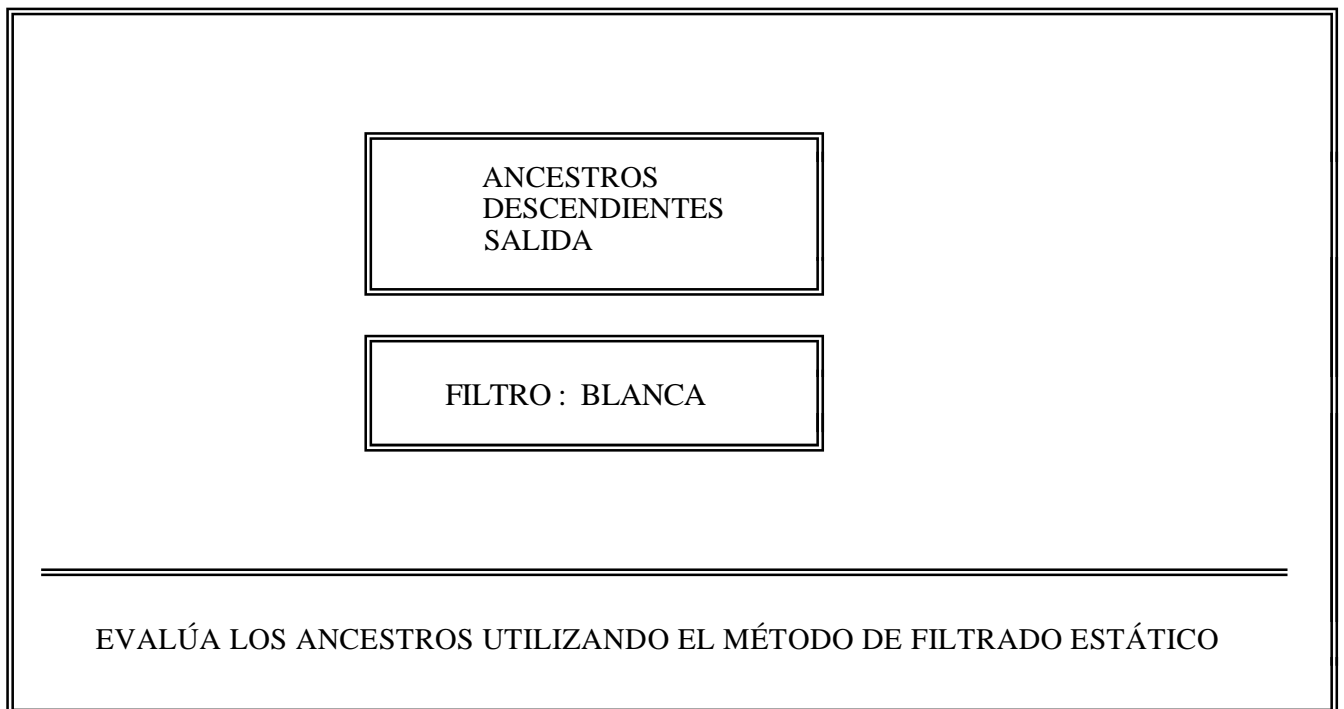 ANCESTROS
DESCENDIENTES
SALIDA
FILTRO : BLANCA
EVALÚA LOS ANCESTROS UTILIZANDO EL MÉTODO DE FILTRADO ESTÁTICO